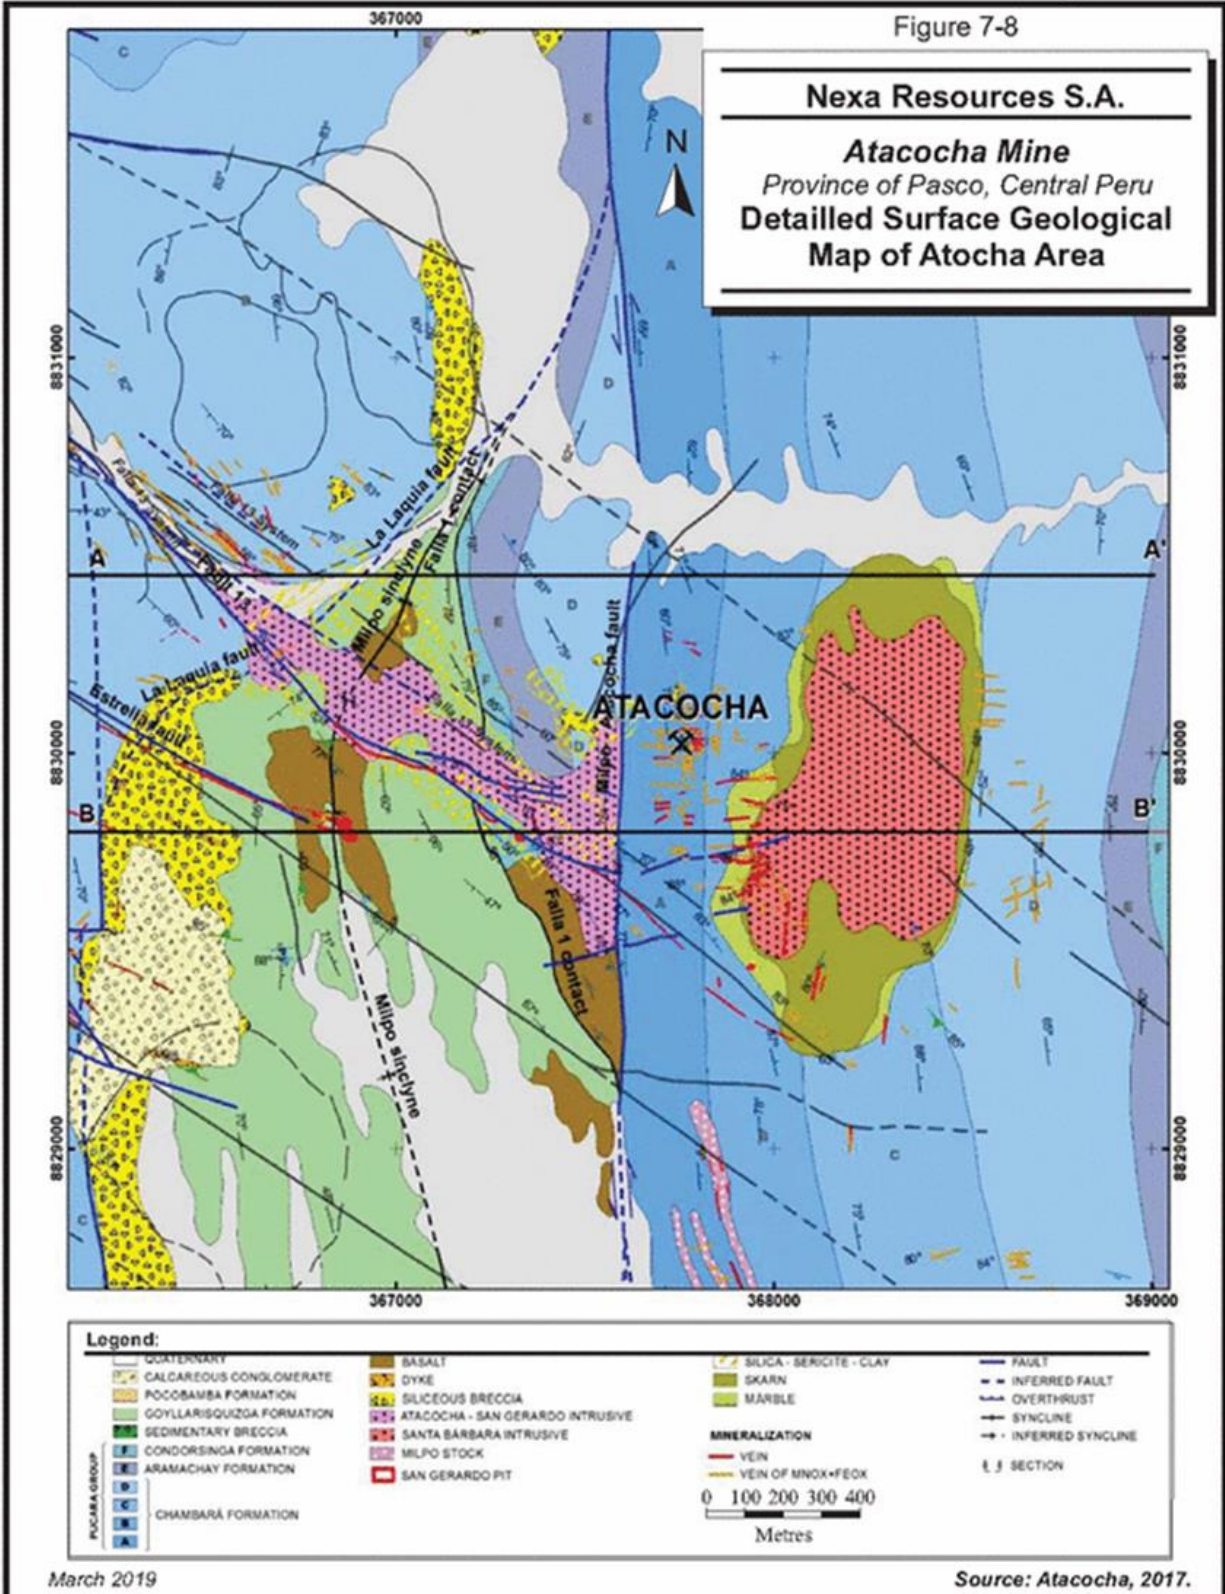 Figure 7-8
Nexa Resources S.A.
Atacocha Mine
Province of Pasco, Central Peru
Detailled Surface Geological
Map of Atocha Area
367000
N
8831000
8831000
La Laquia fault
Falla 1 contact
Milpo sinclyne
Fault 13
A
A'
La Laquia fault
Estrella fault
Falla 13 System
Milpo Atacocha fault
ATACOCHA
8830000
8830000
B
B'
Falla 1 contact
Milpo sinclyne
8829000
8829000
367000
368000
369000
Legend:
QUATERNARY
CALCAREOUS CONGLOMERATE
POCOBAMBA FORMATION
GOYLLARISQUIZGA FORMATION
SEDIMENTARY BRECCIA
PUCARA GROUP
F CONDORSINGA FORMATION
E ARAMACHAY FORMATION
D
C
B
A
CHAMBARÁ FORMATION
BASALT
DYKE
SILICEOUS BRECCIA
ATACOCHA - SAN GERARDO INTRUSIVE
SANTA BÁRBARA INTRUSIVE
MILPO STOCK
SAN GERARDO PIT
SILICA - SERICITE - CLAY
SKARN
MARBLE
MINERALIZATION
VEIN
VEIN OF MNOX+FEOX
0 100 200 300 400
Metres
FAULT
INFERRED FAULT
OVERTHRUST
SYNCLINE
INFERRED SYNCLINE
SECTION
March 2019
Source: Atacocha, 2017.